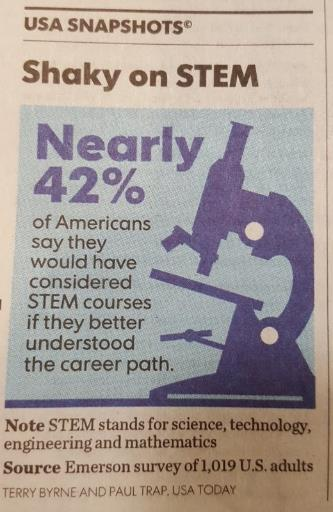 USA SNAPSHOTS©
Shaky on STEM
Nearly
42%
of Americans
say they
would have
considered
STEM courses
if they better
understood
the career path.
Note STEM stands for science, technology,
engineering and mathematics
Source Emerson survey of 1,019 U.S. adults
TERRY BYRNE AND PAUL TRAP, USA TODAY